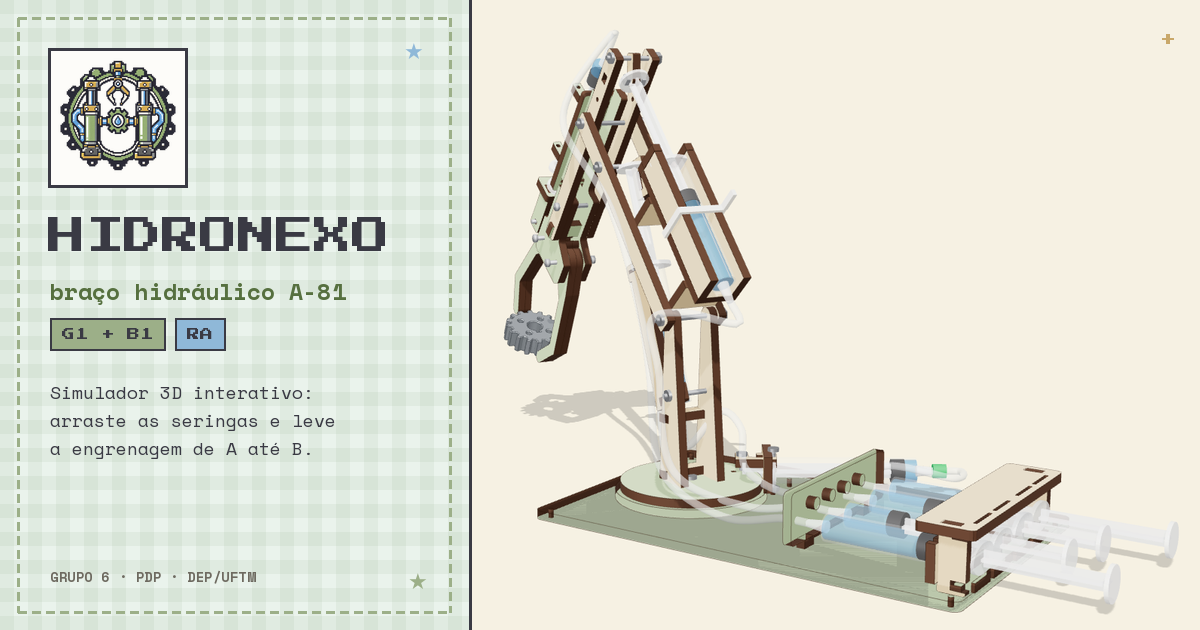 HIDRONEXO
braço hidráulico A-81
G1 + B1 RA
Simulador 3D interativo:
arraste as seringas e leve
a engrenagem de A até B.
GRUPO 6 · PDP · DEP/UFTM